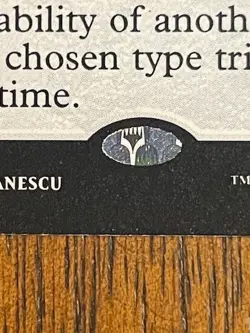 ability of anoth
chosen type tri
time.
ANESCU
TM